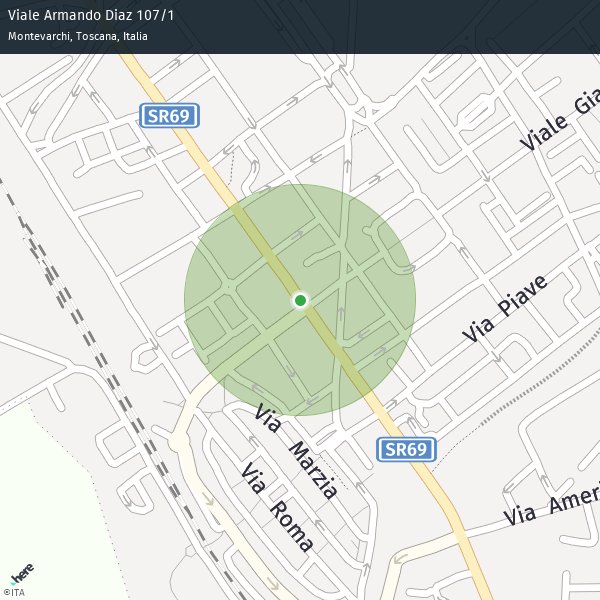 Viale Armando Diaz 107/1
Montevarchi, Toscana, Italia
SR69
Viale Gia
Via Piave
Via Marzia
SR69
Via Roma
Via Ameri
here
©ITA